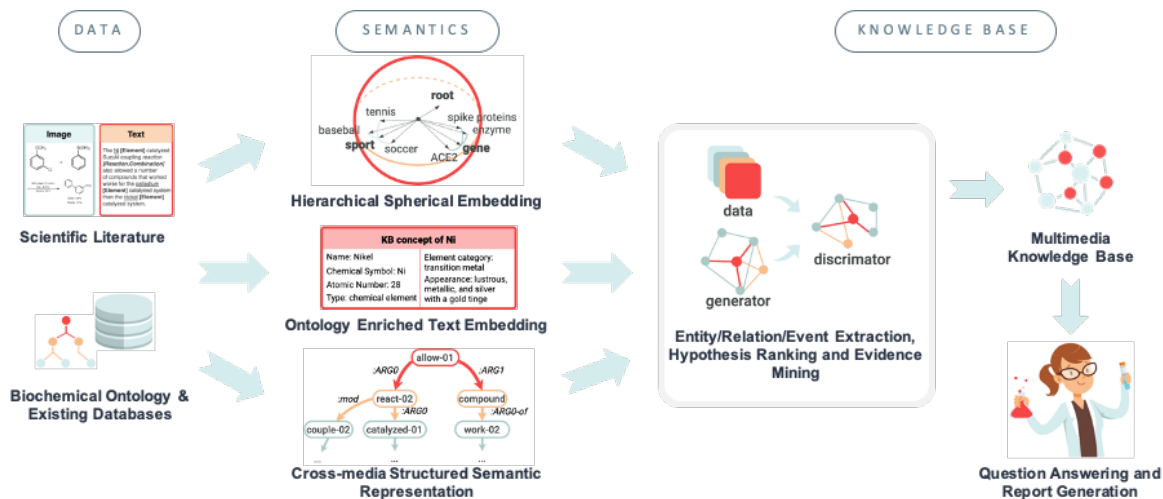 DATA
SEMANTICS
KNOWLEDGE BASE
Image
Text
The Ni [Element] catalyzed
Suzuki coupling reaction
[Reaction.Combination]
also allowed a number
of compounds that worked
works for the palladium
[Element] catalyzed system
than the nickel [Element]
catalyzed system.
Scientific Literature
Biochemical Ontology &
Existing Databases
root
tennis
spike proteins
baseball
enzyme
sport
gene
soccer
ACE2
Hierarchical Spherical Embedding
KB concept of Ni
Name: Nikel
Chemical Symbol: Ni
Atomic Number: 28
Type: chemical element
Element category:
transition metal
Appearance: lustrous,
metallic, and silver
with a gold tinge
Ontology Enriched Text Embedding
allow-01
:ARG0
:ARG1
:mod
react-02
compound
:ARG0
:ARG0-of
couple-02
catalyzed-01
work-02
...
...
...
Cross-media Structured Semantic
Representation
data
generator
discrimator
Entity/Relation/Event Extraction,
Hypothesis Ranking and Evidence
Mining
Multimedia
Knowledge Base
Question Answering and
Report Generation